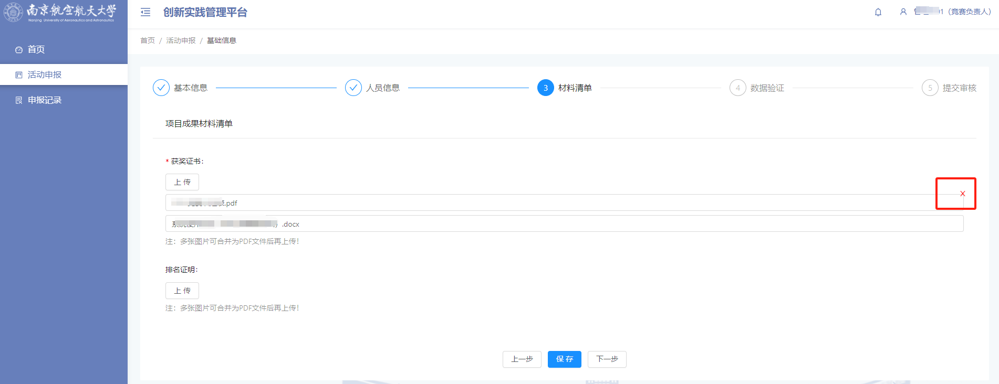 南京航空航天大学
Nanjing University of Aeronautics and Astronautics
创新实践管理平台
01（竞赛负责人）
首页
活动申报
申报记录
首页 / 活动申报 / 基础信息
基本信息
人员信息
3 材料清单
4 数据验证
5 提交审核
项目成果材料清单
* 获奖证书：
上 传
X
.pdf
）.docx
注：多张图片可合并为PDF文件后再上传！
排名证明：
上 传
注：多张图片可合并为PDF文件后再上传！
上一步
保 存
下一步